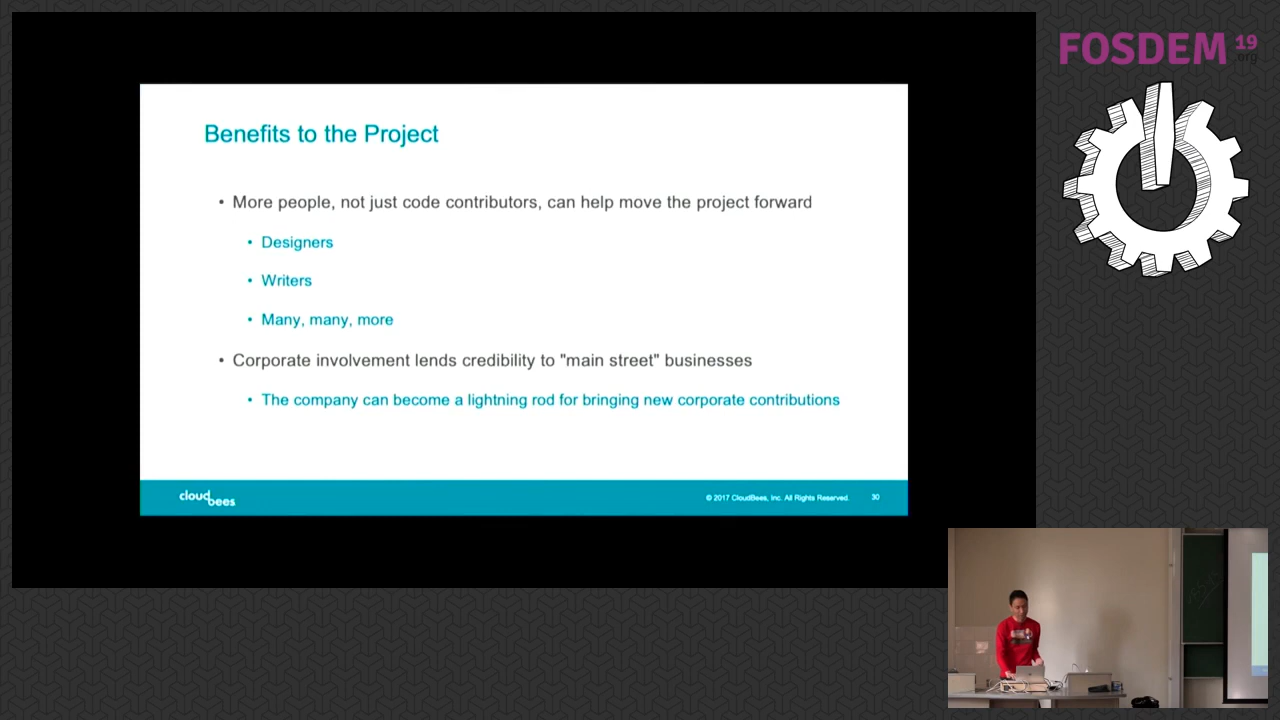 FOSDEM 19
.org
Benefits to the Project
• More people, not just code contributors, can help move the project forward
• Designers
• Writers
• Many, many, more
• Corporate involvement lends credibility to "main street" businesses
• The company can become a lightning rod for bringing new corporate contributions
cloudbees
© 2017 CloudBees, Inc. All Rights Reserved.
30